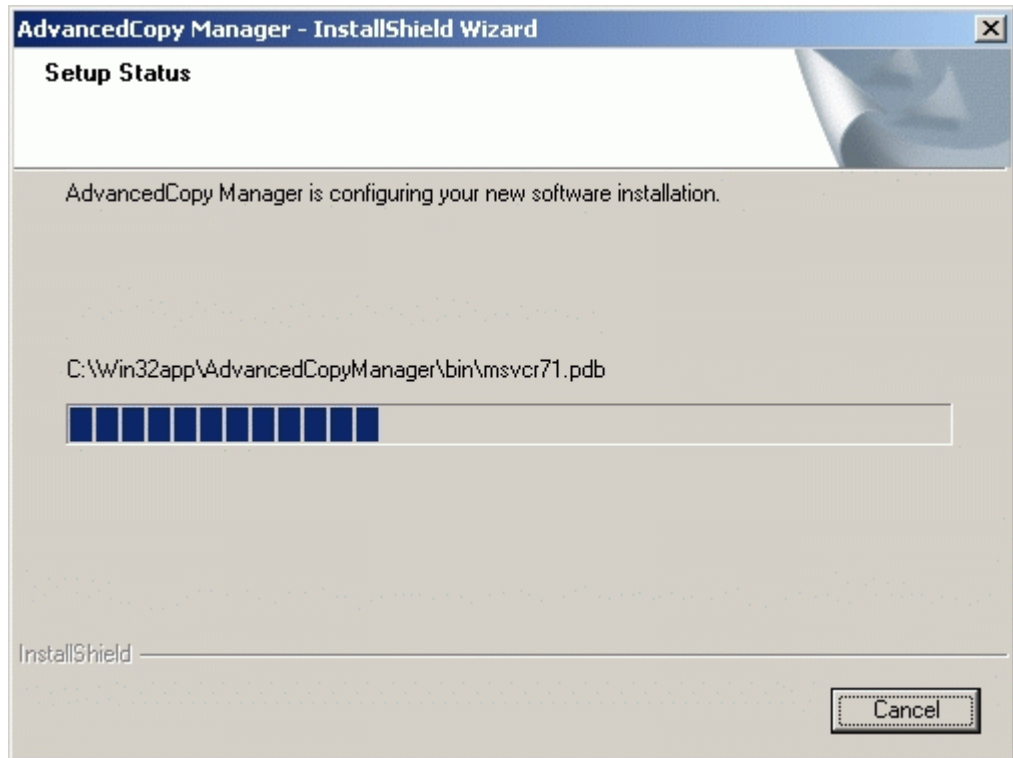 AdvancedCopy Manager - InstallShield Wizard
Setup Status
AdvancedCopy Manager is configuring your new software installation.
C:\Win32app\AdvancedCopyManager\bin\msvcr71.pdb
InstallShield
Cancel